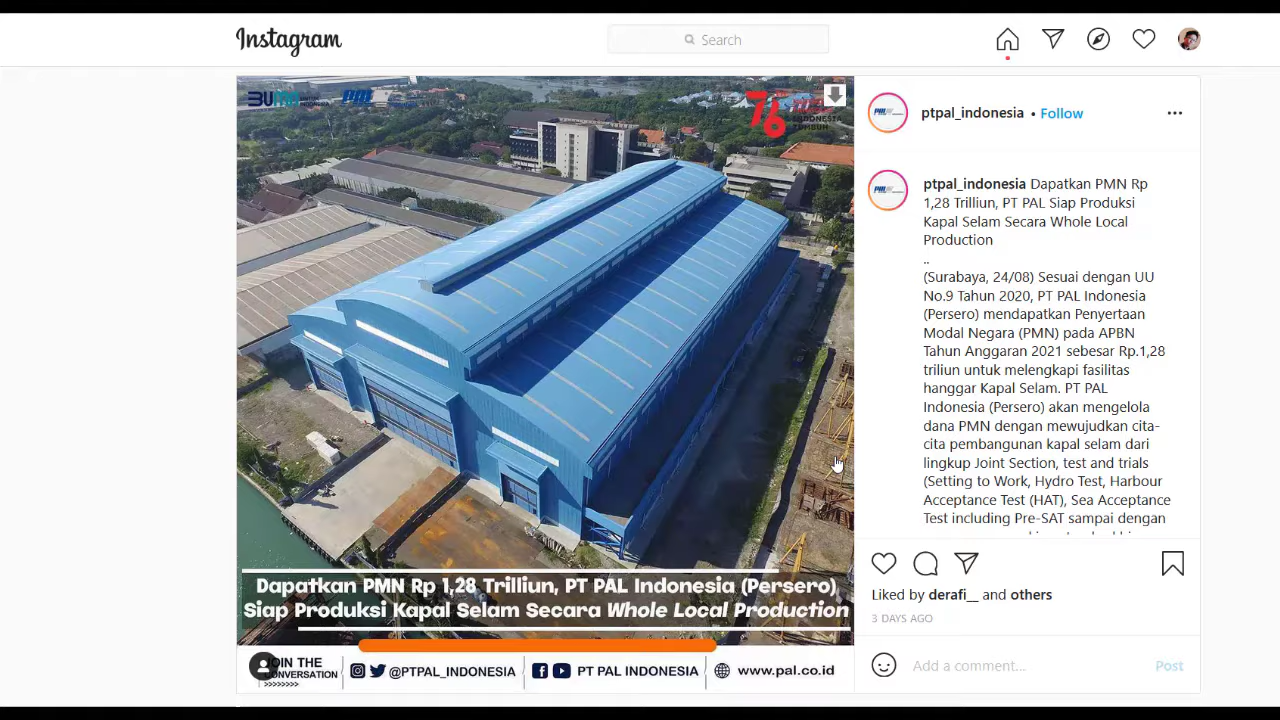 Instagram
Search
BUMN
PAL
76
INDONESIA
TUMBUH
Dapatkan PMN Rp 1,28 Trilliun, PT PAL Indonesia (Persero)
Siap Produksi Kapal Selam Secara Whole Local Production
JOIN THE
CONVERSATION
>>>>>>>>
@PTPAL_INDONESIA
PT PAL INDONESIA
www.pal.co.id
ptpal_indonesia • Follow
ptpal_indonesia Dapatkan PMN Rp
1,28 Trilliun, PT PAL Siap Produksi
Kapal Selam Secara Whole Local
Production
..
(Surabaya, 24/08) Sesuai dengan UU
No.9 Tahun 2020, PT PAL Indonesia
(Persero) mendapatkan Penyertaan
Modal Negara (PMN) pada APBN
Tahun Anggaran 2021 sebesar Rp.1,28
triliun untuk melengkapi fasilitas
hanggar Kapal Selam. PT PAL
Indonesia (Persero) akan mengelola
dana PMN dengan mewujudkan cita-
cita pembangunan kapal selam dari
lingkup Joint Section, test and trials
(Setting to Work, Hydro Test, Harbour
Acceptance Test (HAT), Sea Acceptance
Test including Pre-SAT sampai dengan
Liked by derafi__ and others
3 DAYS AGO
Add a comment...
Post